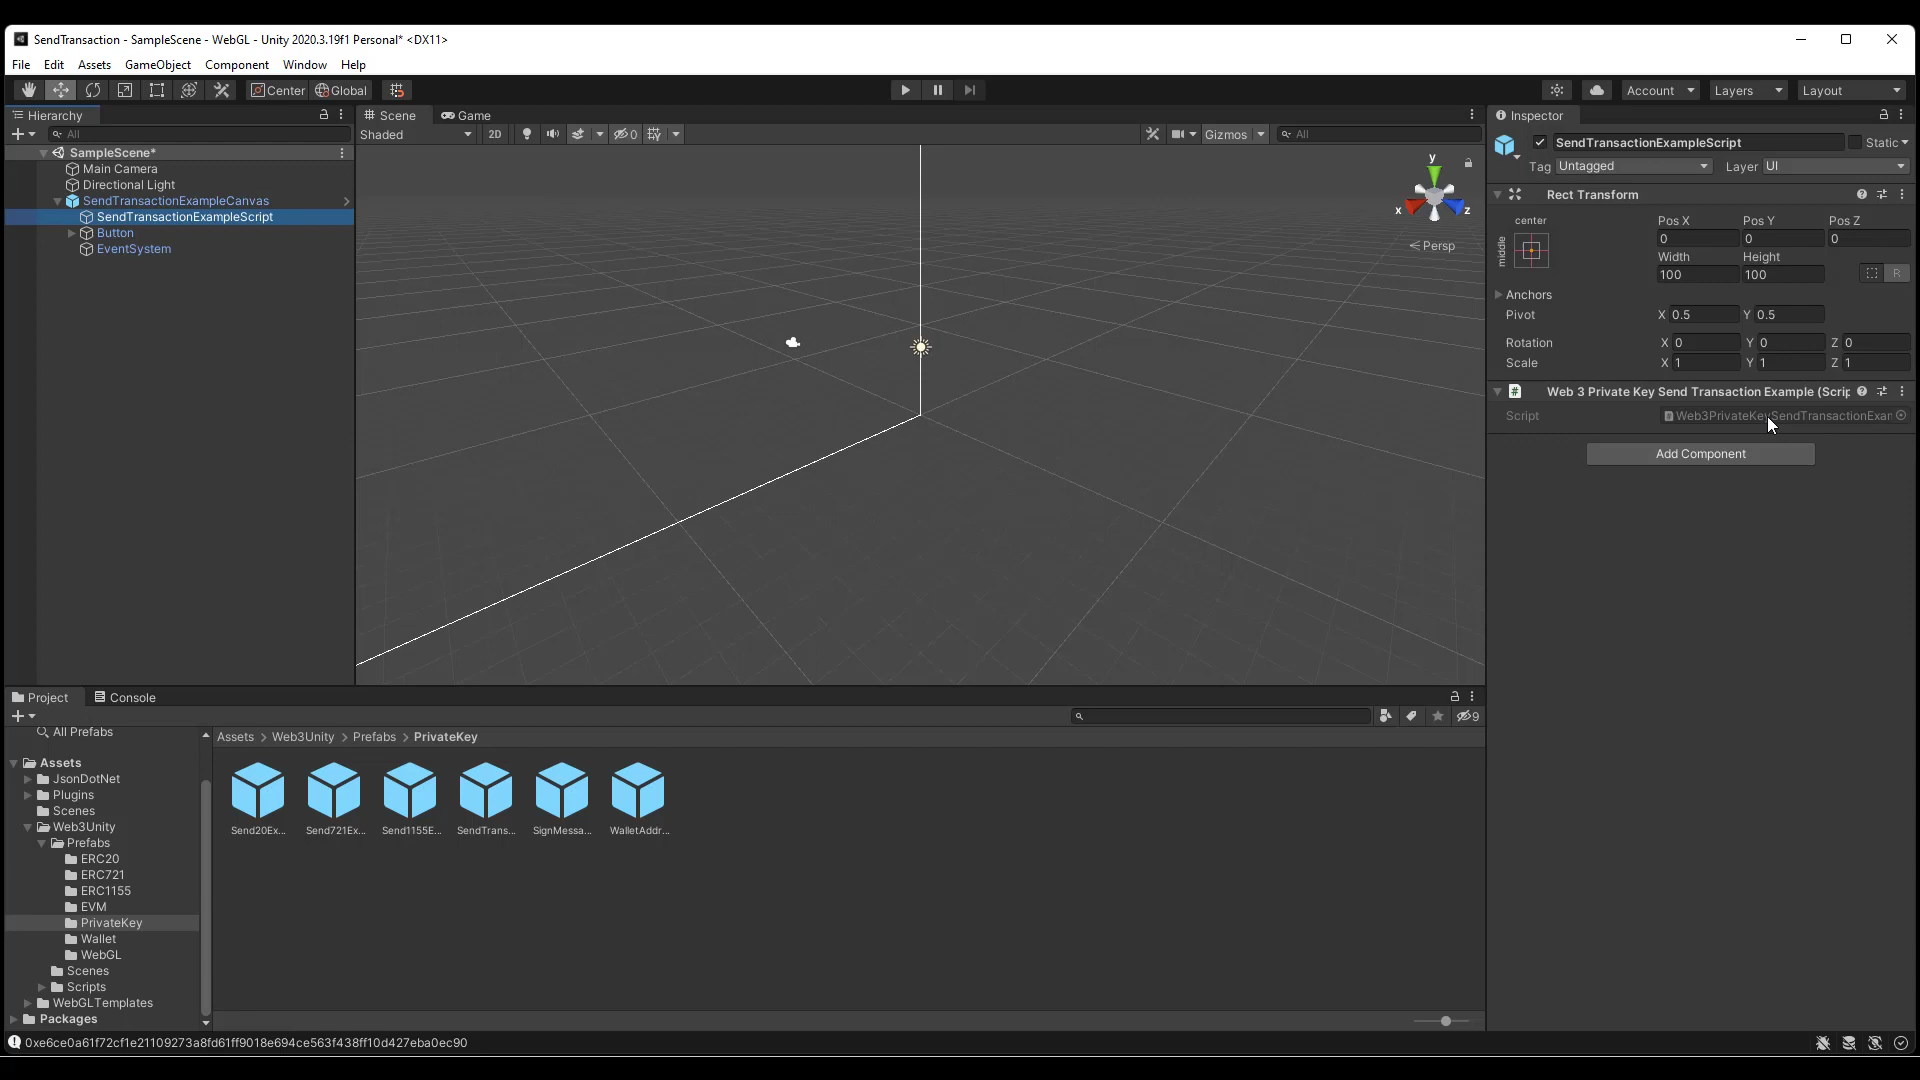 SendTransaction - SampleScene - WebGL - Unity 2020.3.19f1 Personal* <DX11>
File Edit Assets GameObject Component Window Help
Center Global Account Layers Layout
Hierarchy
All
SampleScene*
Main Camera
Directional Light
SendTransactionExampleCanvas
SendTransactionExampleScript
Button
EventSystem
Scene Game
Shaded 2D 0 Gizmos All
y
x z
Persp
Inspector
SendTransactionExampleScript Static
Tag Untagged Layer UI
Rect Transform
center Pos X Pos Y Pos Z
middle 0 0 0
Width Height
100 100 R
Anchors
Pivot X 0.5 Y 0.5
Rotation X 0 Y 0 Z 0
Scale X 1 Y 1 Z 1
# Web 3 Private Key Send Transaction Example (Scrip
Script Web3PrivateKeySendTransactionExam
Add Component
Project Console
9
All Prefabs
Assets
JsonDotNet
Plugins
Scenes
Web3Unity
Prefabs
ERC20
ERC721
ERC1155
EVM
PrivateKey
Wallet
WebGL
Scenes
Scripts
WebGLTemplates
Packages
Assets > Web3Unity > Prefabs > PrivateKey
Send20Ex... Send721Ex... Send1155E... SendTrans... SignMessa... WalletAddr...
0xe6ce0a61f72cf1e21109273a8fd61ff9018e694ce563f438ff10d427eba0ec90